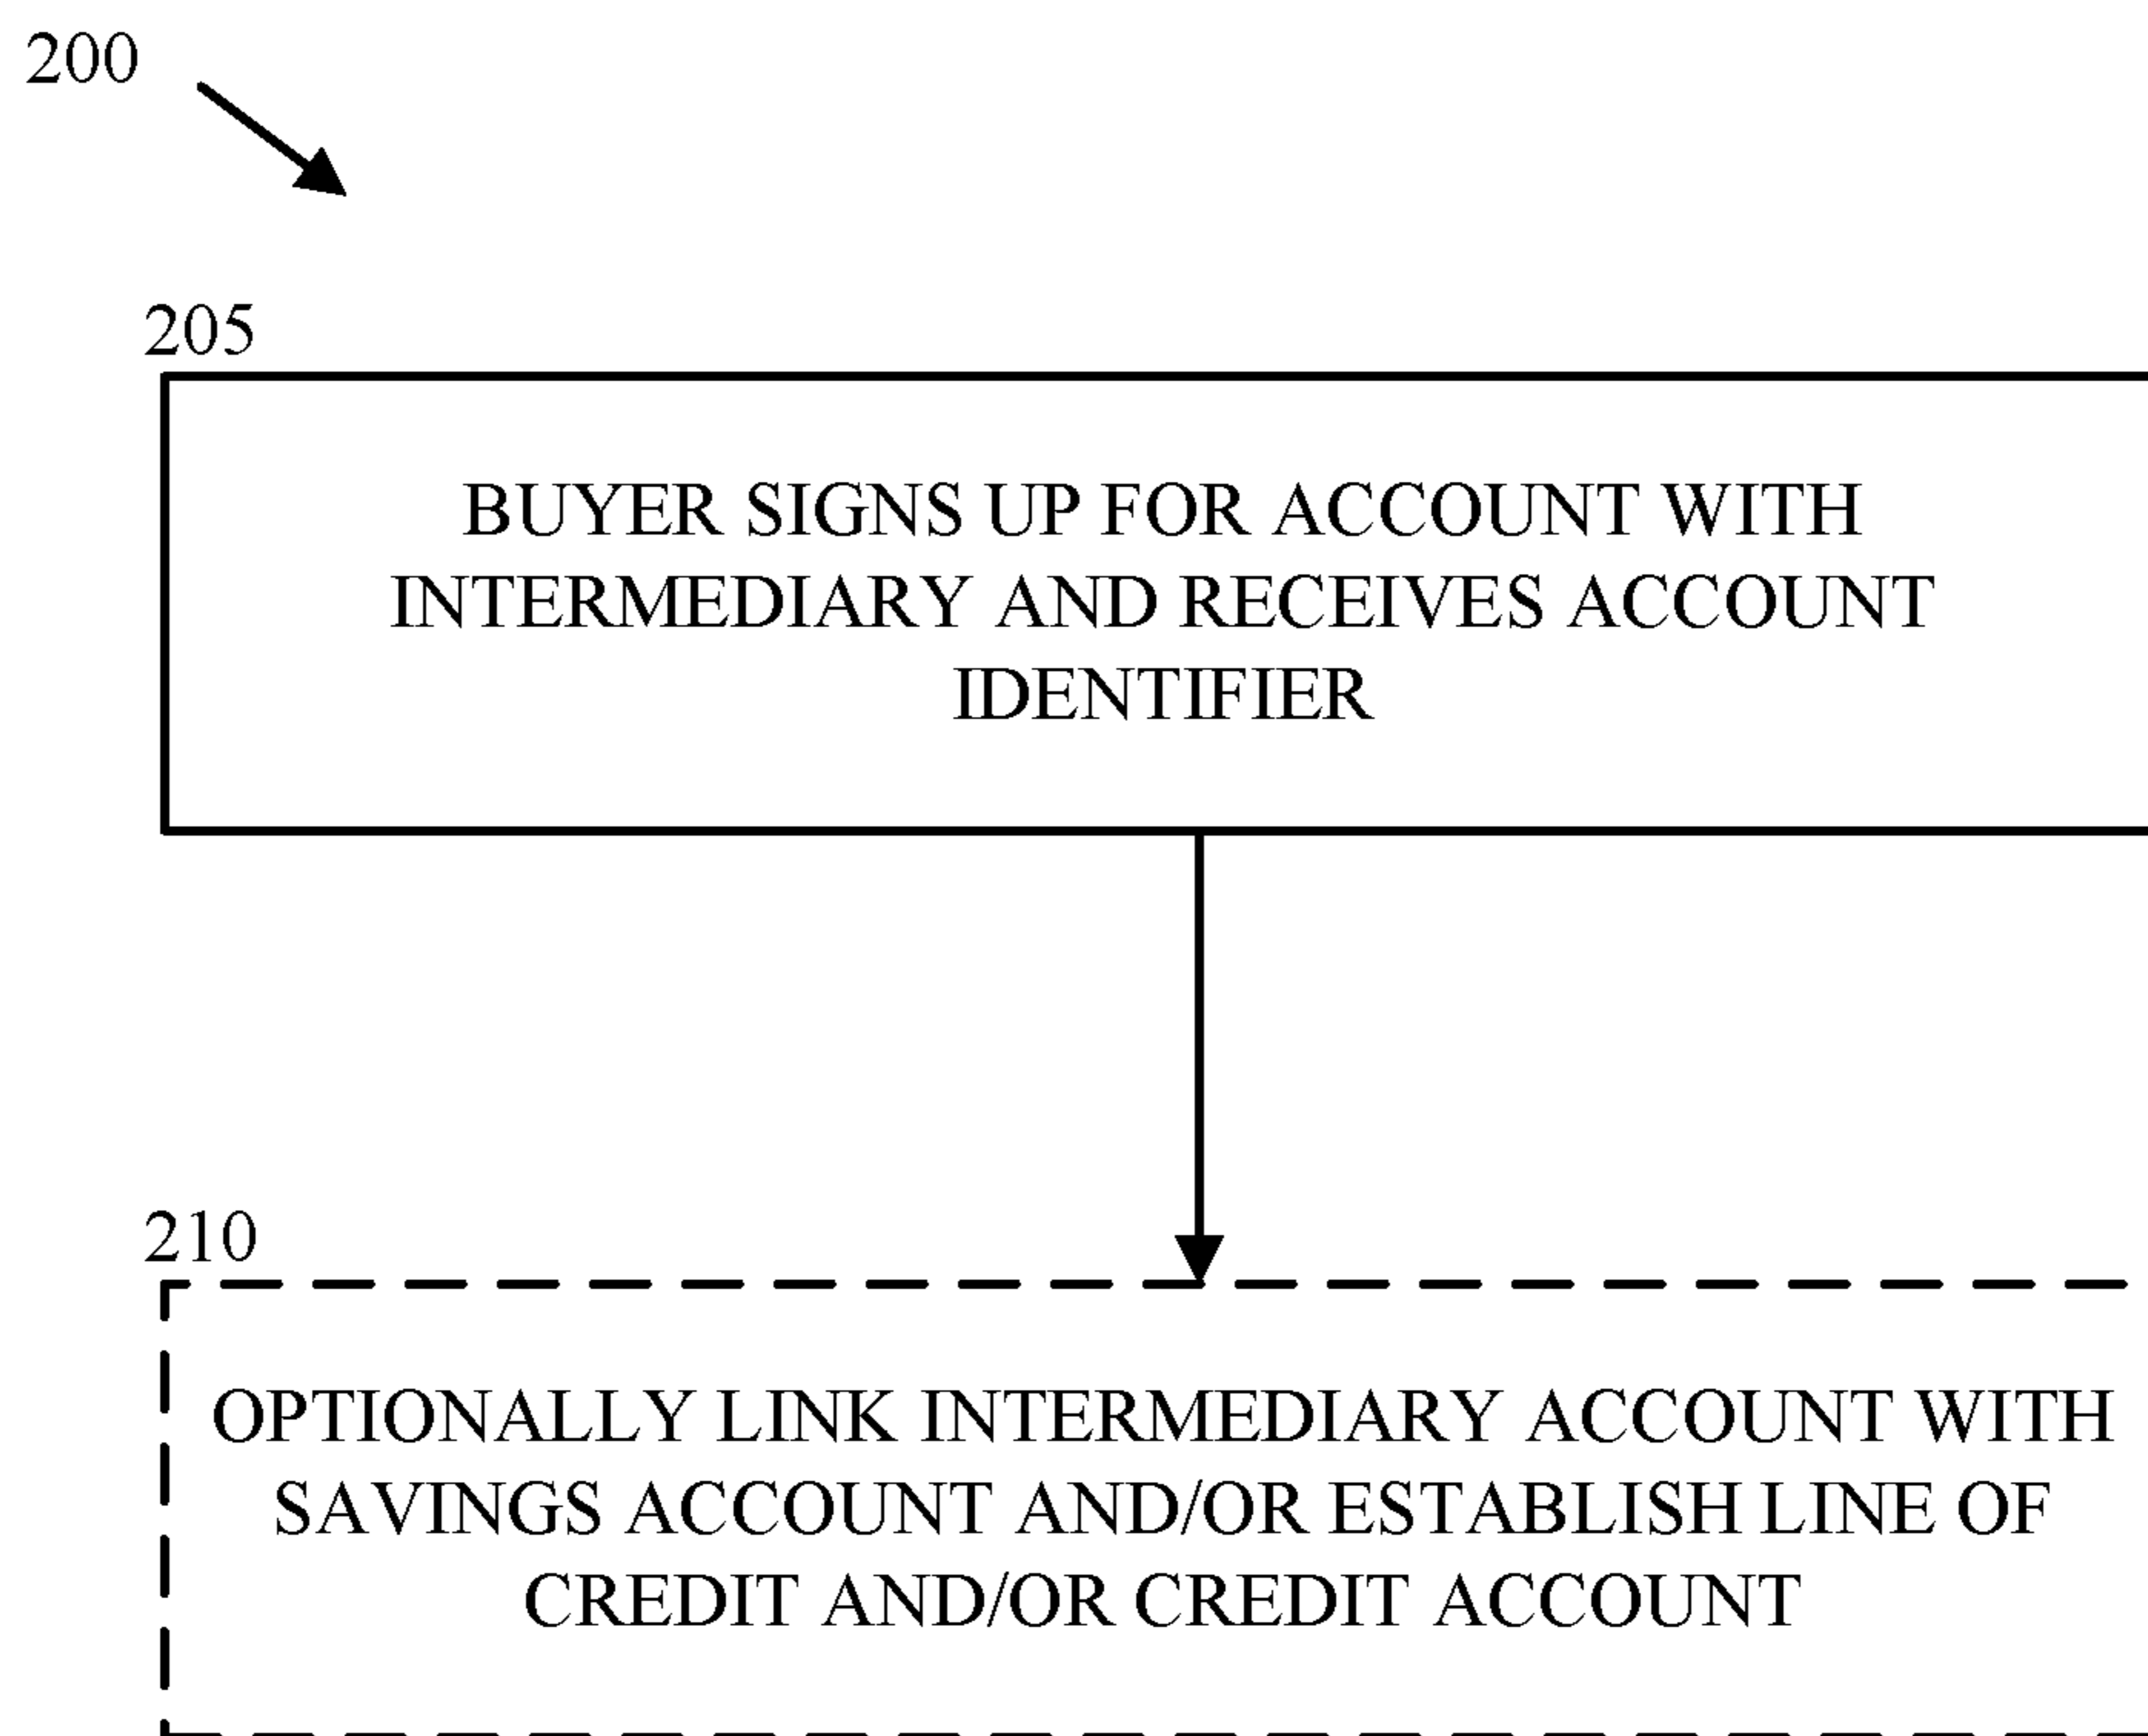 200
205
BUYER SIGNS UP FOR ACCOUNT WITH
INTERMEDIARY AND RECEIVES ACCOUNT
IDENTIFIER
210
OPTIONALLY LINK INTERMEDIARY ACCOUNT WITH
SAVINGS ACCOUNT AND/OR ESTABLISH LINE OF
CREDIT AND/OR CREDIT ACCOUNT